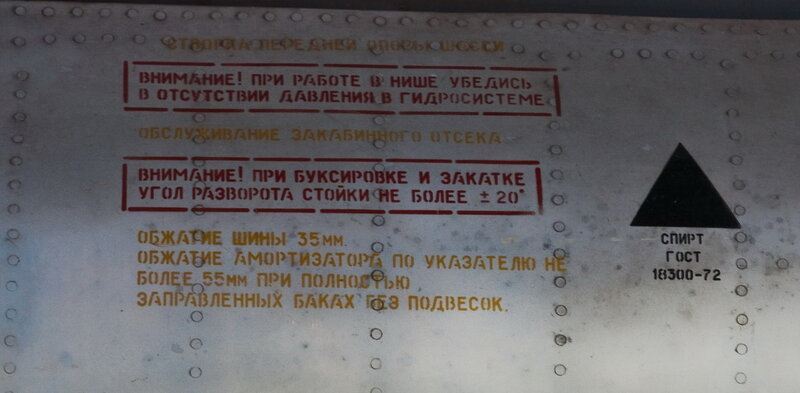 СТВОРКА ПЕРЕДНЕЙ ОПОРЫ ШАССИ
ВНИМАНИЕ! ПРИ РАБОТЕ В НИШЕ УБЕДИСЬ
В ОТСУТСТВИИ ДАВЛЕНИЯ В ГИДРОСИСТЕМЕ
ОБСЛУЖИВАНИЕ ЗАКАБИННОГО ОТСЕКА
ВНИМАНИЕ! ПРИ БУКСИРОВКЕ И ЗАКАТКЕ
УГОЛ РАЗВОРОТА СТОЙКИ НЕ БОЛЕЕ ± 20°
ОБЖАТИЕ ШИНЫ 35мм.
ОБЖАТИЕ АМОРТИЗАТОРА ПО УКАЗАТЕЛЮ НЕ
БОЛЕЕ 55мм ПРИ ПОЛНОСТЬЮ
ЗАПРАВЛЕННЫХ БАКАХ БЕЗ ПОДВЕСОК.
СПИРТ
ГОСТ
18300-72